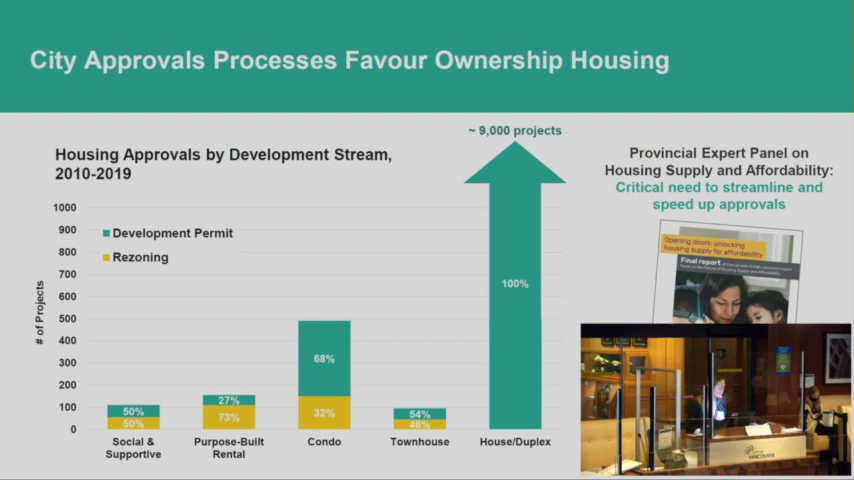 City Approvals Processes Favour Ownership Housing
~ 9,000 projects
Housing Approvals by Development Stream,
2010-2019
Provincial Expert Panel on
Housing Supply and Affordability:
Critical need to streamline and
speed up approvals
# of Projects
1000
900
800
700
600
500
400
300
200
100
0
Development Permit
Rezoning
50%
50%
27%
73%
68%
32%
54%
46%
100%
Social &
Supportive
Purpose-Built
Rental
Condo
Townhouse
House/Duplex
Opening doors: unlocking
housing supply for affordability
Final report
CITY OF
VANCOUVER